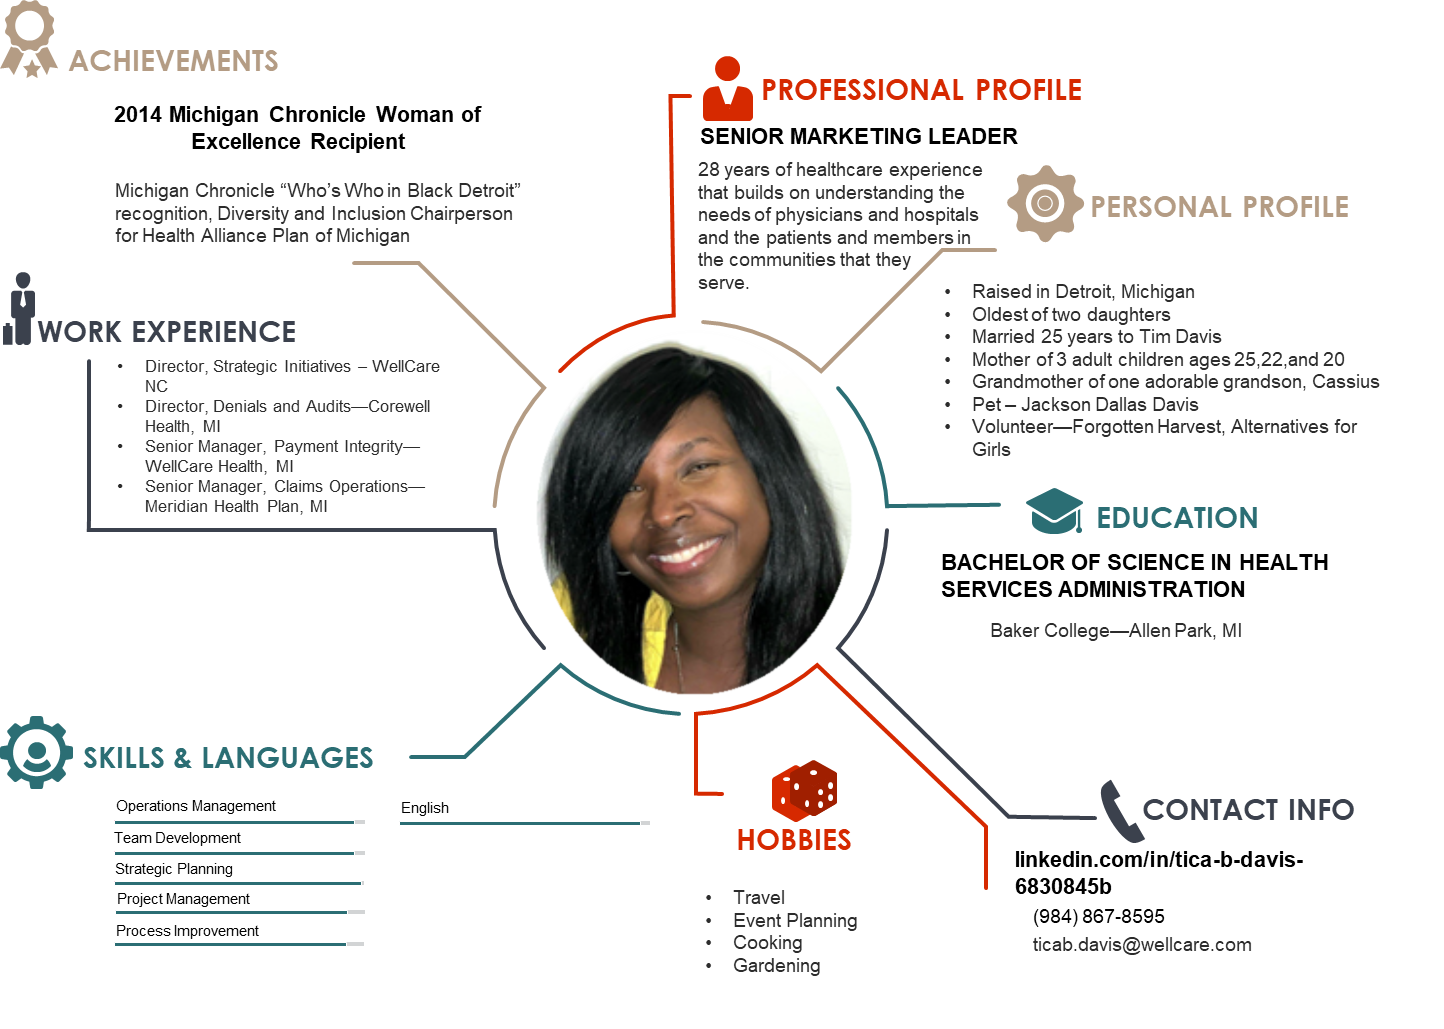 ACHIEVEMENTS
2014 Michigan Chronicle Woman of
Excellence Recipient
Michigan Chronicle “Who’s Who in Black Detroit”
recognition, Diversity and Inclusion Chairperson
for Health Alliance Plan of Michigan
WORK EXPERIENCE
• Director, Strategic Initiatives – WellCare
NC
• Director, Denials and Audits—Corewell
Health, MI
• Senior Manager, Payment Integrity—
WellCare Health, MI
• Senior Manager, Claims Operations—
Meridian Health Plan, MI
SKILLS & LANGUAGES
Operations Management
Team Development
Strategic Planning
Project Management
Process Improvement
English
PROFESSIONAL PROFILE
SENIOR MARKETING LEADER
28 years of healthcare experience
that builds on understanding the
needs of physicians and hospitals
and the patients and members in
the communities that they
serve.
PERSONAL PROFILE
• Raised in Detroit, Michigan
• Oldest of two daughters
• Married 25 years to Tim Davis
• Mother of 3 adult children ages 25,22,and 20
• Grandmother of one adorable grandson, Cassius
• Pet – Jackson Dallas Davis
• Volunteer—Forgotten Harvest, Alternatives for
Girls
EDUCATION
BACHELOR OF SCIENCE IN HEALTH
SERVICES ADMINISTRATION
Baker College—Allen Park, MI
HOBBIES
• Travel
• Event Planning
• Cooking
• Gardening
CONTACT INFO
linkedin.com/in/tica-b-davis-
6830845b
(984) 867-8595
ticab.davis@wellcare.com